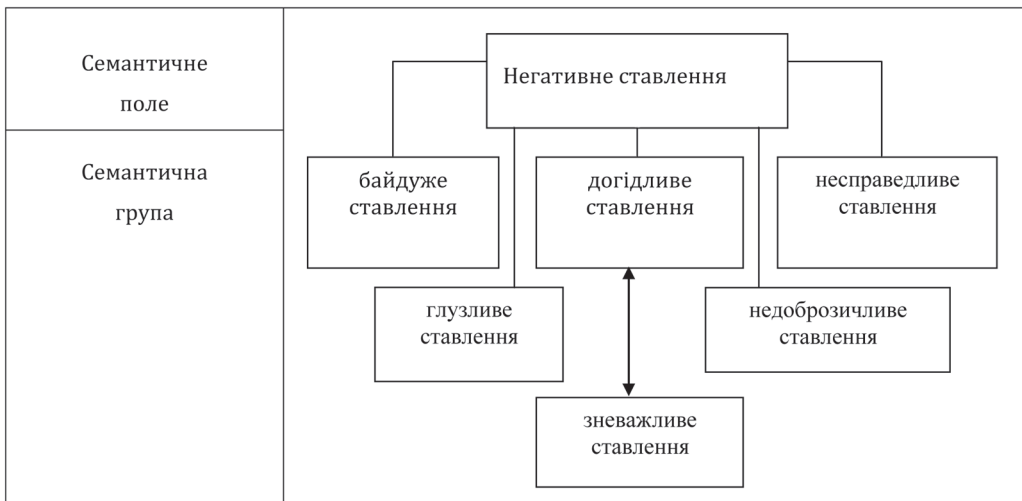 Семантичне
поле
Негативне ставлення
Семантична
група
байдуже
ставлення
догідливе
ставлення
несправедливе
ставлення
глузливе
ставлення
недоброзичливе
ставлення
зневажливе
ставлення